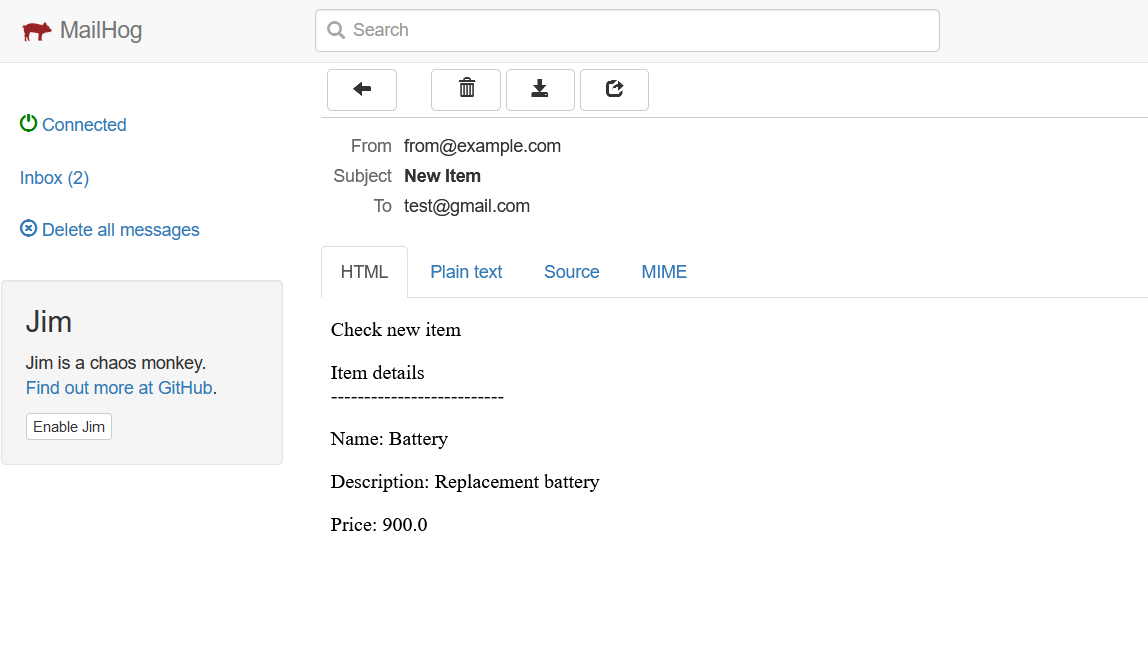 MailHog
Search
Connected
Inbox (2)
Delete all messages
Jim
Jim is a chaos monkey.
Find out more at GitHub.
Enable Jim
From from@example.com
Subject New Item
To test@gmail.com
HTML Plain text Source MIME
Check new item
Item details
--------------------------
Name: Battery
Description: Replacement battery
Price: 900.0